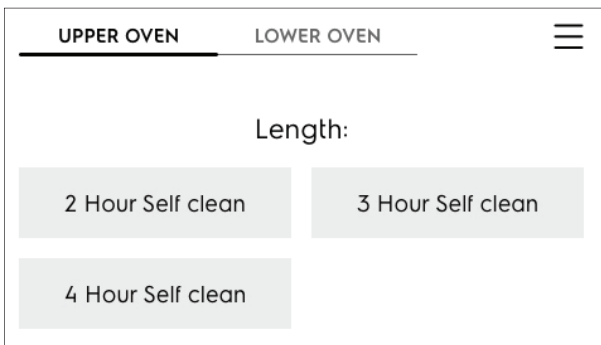 UPPER OVEN LOWER OVEN
Length:
2 Hour Self clean 3 Hour Self clean
4 Hour Self clean